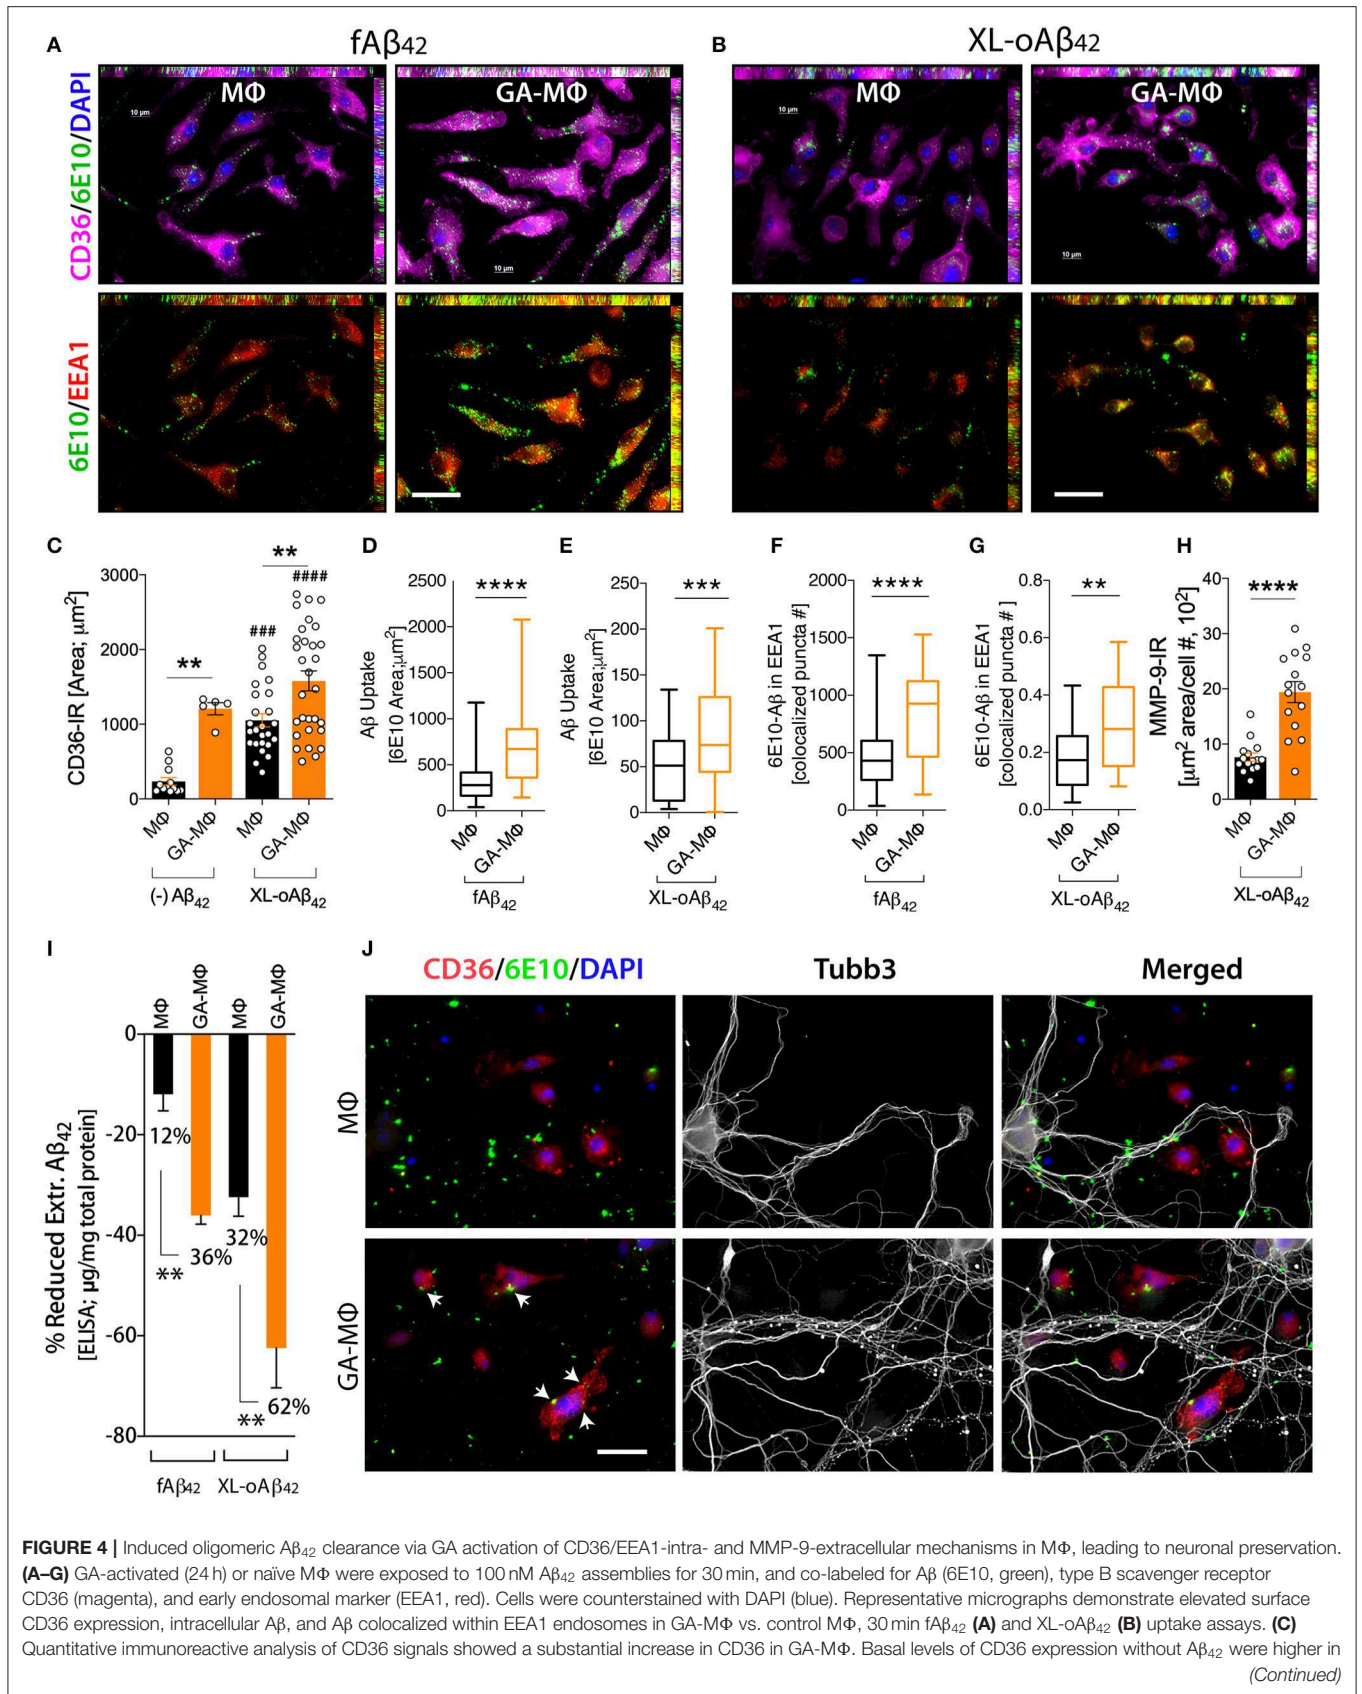 A
fAβ42
B
XL-oAβ42
CD36/6E10/DAPI
MΦ
10 µm
GA-MΦ
10 µm
MΦ
10 µm
GA-MΦ
10 µm
6E10/EEA1
C
CD36-IR [Area; µm2]
3000
2000
1000
0
**
###
**
####
MΦ
GA-MΦ
MΦ
GA-MΦ
(-) Aβ42
XL-oAβ42
D
Aβ Uptake
[6E10 Area;µm2]
2500
2000
1500
1000
500
0
****
MΦ
GA-MΦ
fAβ42
E
Aβ Uptake
[6E10 Area;µm2]
250
200
150
100
50
0
***
MΦ
GA-MΦ
XL-oAβ42
F
6E10-Aβ in EEA1
[colocalized puncta #]
2000
1500
1000
500
0
****
MΦ
GA-MΦ
fAβ42
G
6E10-Aβ in EEA1
[colocalized puncta # ]
0.8
0.6
0.4
0.2
0.0
**
MΦ
GA-MΦ
XL-oAβ42
H
MMP-9-IR
[µm2 area/cell #, 102]
40
30
20
10
0
****
MΦ
GA-MΦ
XL-oAβ42
I
% Reduced Extr. Aβ42
[ELISA; µg/mg total protein]
MΦ
GA-MΦ
MΦ
GA-MΦ
0
-20
-40
-60
-80
12%
**
36%
32%
**
62%
fAβ42
XL-oAβ42
J
CD36/6E10/DAPI
Tubb3
Merged
MΦ
GA-MΦ
FIGURE 4 | Induced oligomeric Aβ42 clearance via GA activation of CD36/EEA1-intra- and MMP-9-extracellular mechanisms in MΦ, leading to neuronal preservation.
(A–G) GA-activated (24 h) or naïve MΦ were exposed to 100 nM Aβ42 assemblies for 30 min, and co-labeled for Aβ (6E10, green), type B scavenger receptor
CD36 (magenta), and early endosomal marker (EEA1, red). Cells were counterstained with DAPI (blue). Representative micrographs demonstrate elevated surface
CD36 expression, intracellular Aβ, and Aβ colocalized within EEA1 endosomes in GA-MΦ vs. control MΦ, 30 min fAβ42 (A) and XL-oAβ42 (B) uptake assays. (C)
Quantitative immunoreactive analysis of CD36 signals showed a substantial increase in CD36 in GA-MΦ. Basal levels of CD36 expression without Aβ42 were higher in
(Continued)